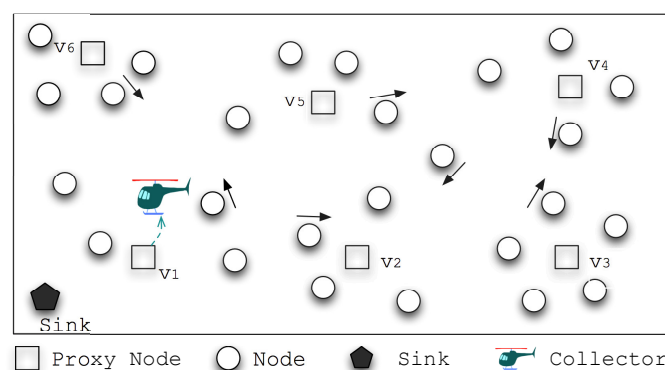 V6
V4
V5
V1
V2
V3
Sink
Proxy Node
Node
Sink
Collector